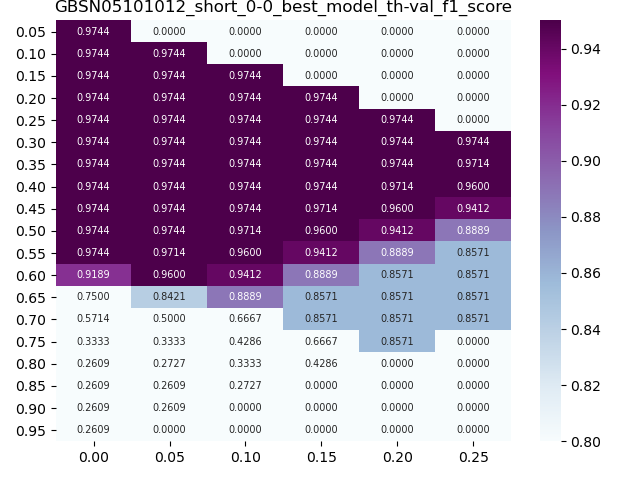 GBSN05101012_short_0-0_best_model_th-val_f1_score
0.05 0.9744 0.0000 0.0000 0.0000 0.0000 0.0000
0.10 0.9744 0.9744 0.0000 0.0000 0.0000 0.0000
0.15 0.9744 0.9744 0.9744 0.0000 0.0000 0.0000
0.20 0.9744 0.9744 0.9744 0.9744 0.0000 0.0000
0.25 0.9744 0.9744 0.9744 0.9744 0.9744 0.0000
0.30 0.9744 0.9744 0.9744 0.9744 0.9744 0.9744
0.35 0.9744 0.9744 0.9744 0.9744 0.9744 0.9714
0.40 0.9744 0.9744 0.9744 0.9744 0.9714 0.9600
0.45 0.9744 0.9744 0.9744 0.9714 0.9600 0.9412
0.50 0.9744 0.9744 0.9714 0.9600 0.9412 0.8889
0.55 0.9744 0.9714 0.9600 0.9412 0.8889 0.8571
0.60 0.9189 0.9600 0.9412 0.8889 0.8571 0.8571
0.65 0.7500 0.8421 0.8889 0.8571 0.8571 0.8571
0.70 0.5714 0.5000 0.6667 0.8571 0.8571 0.8571
0.75 0.3333 0.3333 0.4286 0.6667 0.8571 0.0000
0.80 0.2609 0.2727 0.3333 0.4286 0.0000 0.0000
0.85 0.2609 0.2609 0.2727 0.0000 0.0000 0.0000
0.90 0.2609 0.2609 0.0000 0.0000 0.0000 0.0000
0.95 0.2609 0.0000 0.0000 0.0000 0.0000 0.0000
0.00 0.05 0.10 0.15 0.20 0.25
0.94
0.92
0.90
0.88
0.86
0.84
0.82
0.80